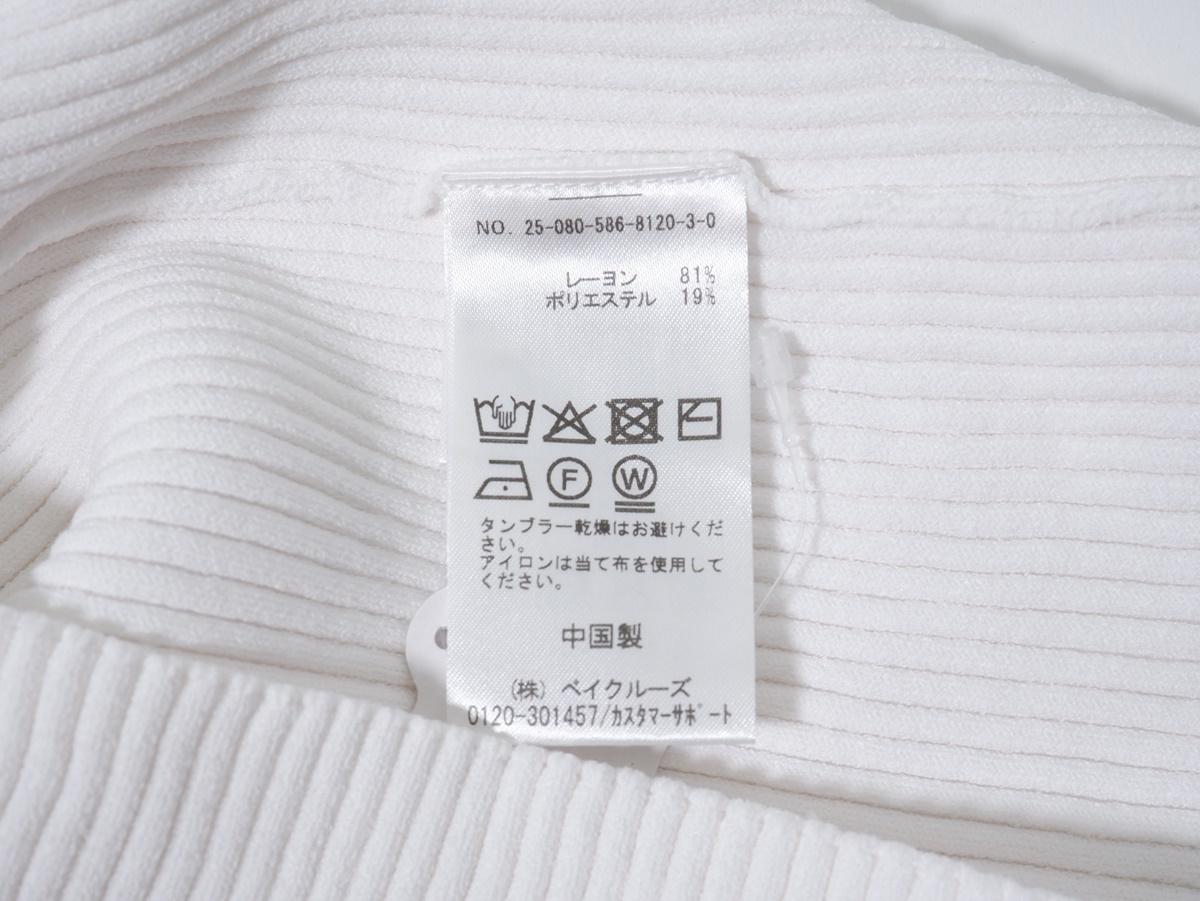 NO. 25-080-586-8120-3-0
レーヨン 81%
ポリエステル 19%
F W
タンブラー乾燥はお避けくだ
さい。
アイロンは当て布を使用して
ください。
中国製
(株) ベイクルーズ
0120-301457/カスタマーサポート